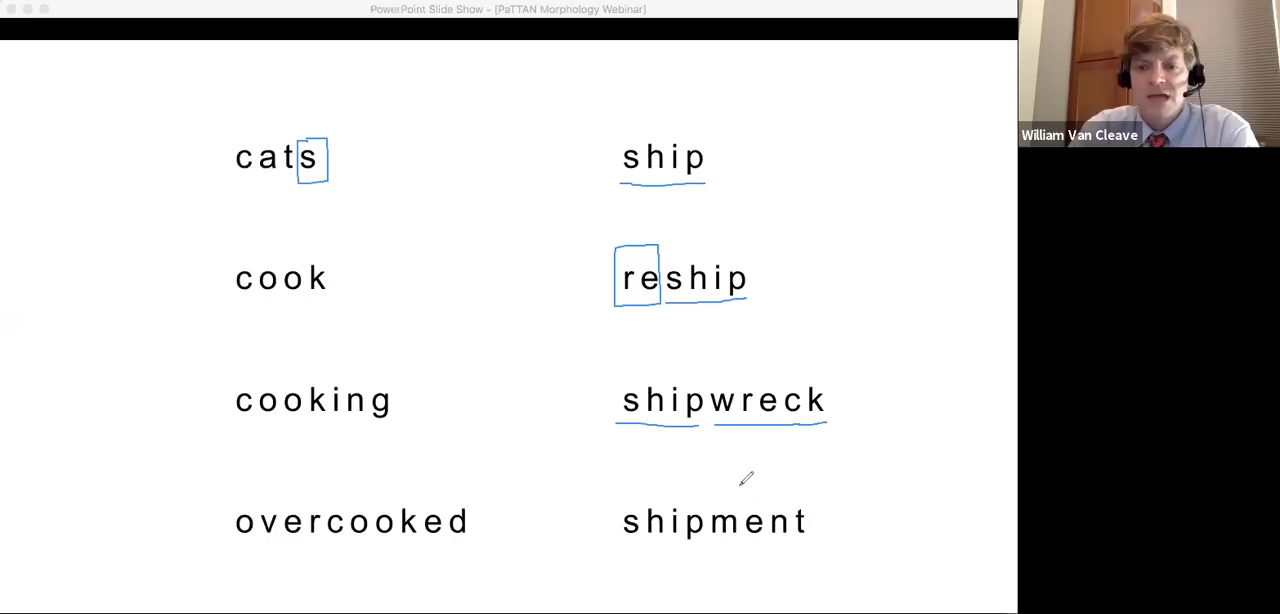 PowerPoint Slide Show - [PaTTAN Morphology Webinar]
William Van Cleave
cats
ship
cook
reship
cooking
shipwreck
overcooked
shipment